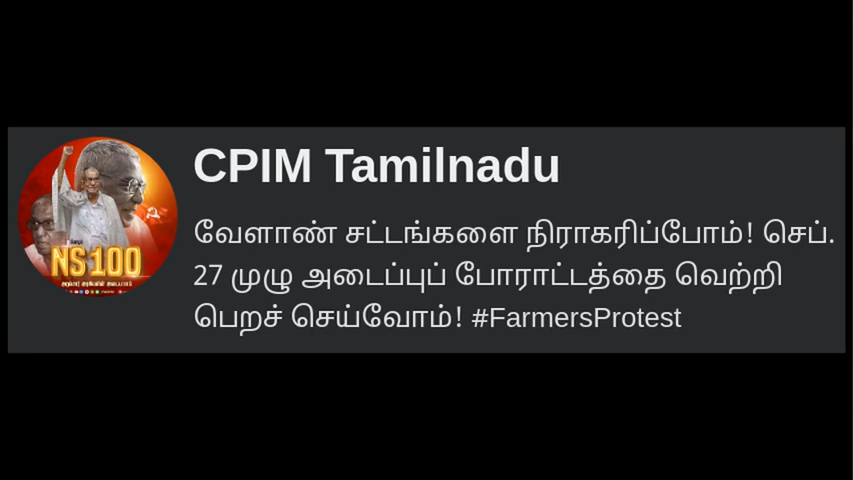 CPIM Tamilnadu
வேளாண் சட்டங்களை நிராகரிப்போம்! செப்.
27 முழு அடைப்புப் போராட்டத்தை வெற்றி
பெறச் செய்வோம்! #FarmersProtest
NS100